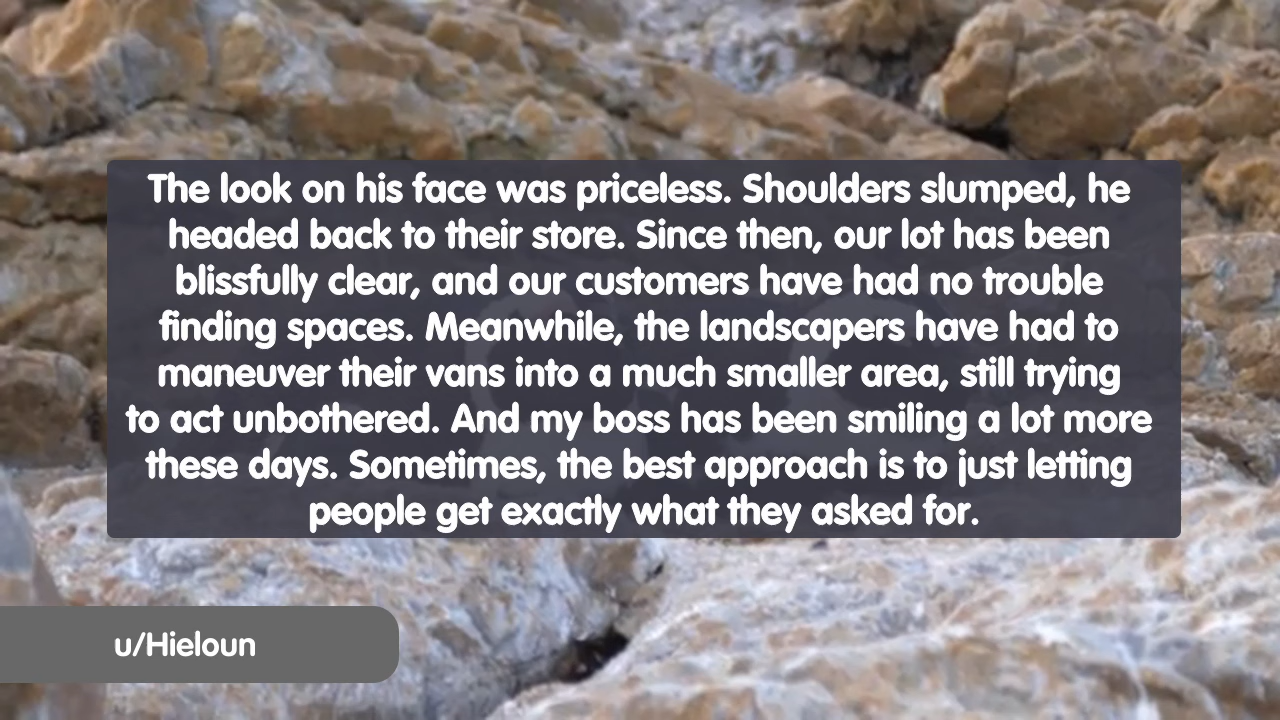 The look on his face was priceless. Shoulders slumped, he
headed back to their store. Since then, our lot has been
blissfully clear, and our customers have had no trouble
finding spaces. Meanwhile, the landscapers have had to
maneuver their vans into a much smaller area, still trying
to act unbothered. And my boss has been smiling a lot more
these days. Sometimes, the best approach is to just letting
people get exactly what they asked for.
u/Hieloun